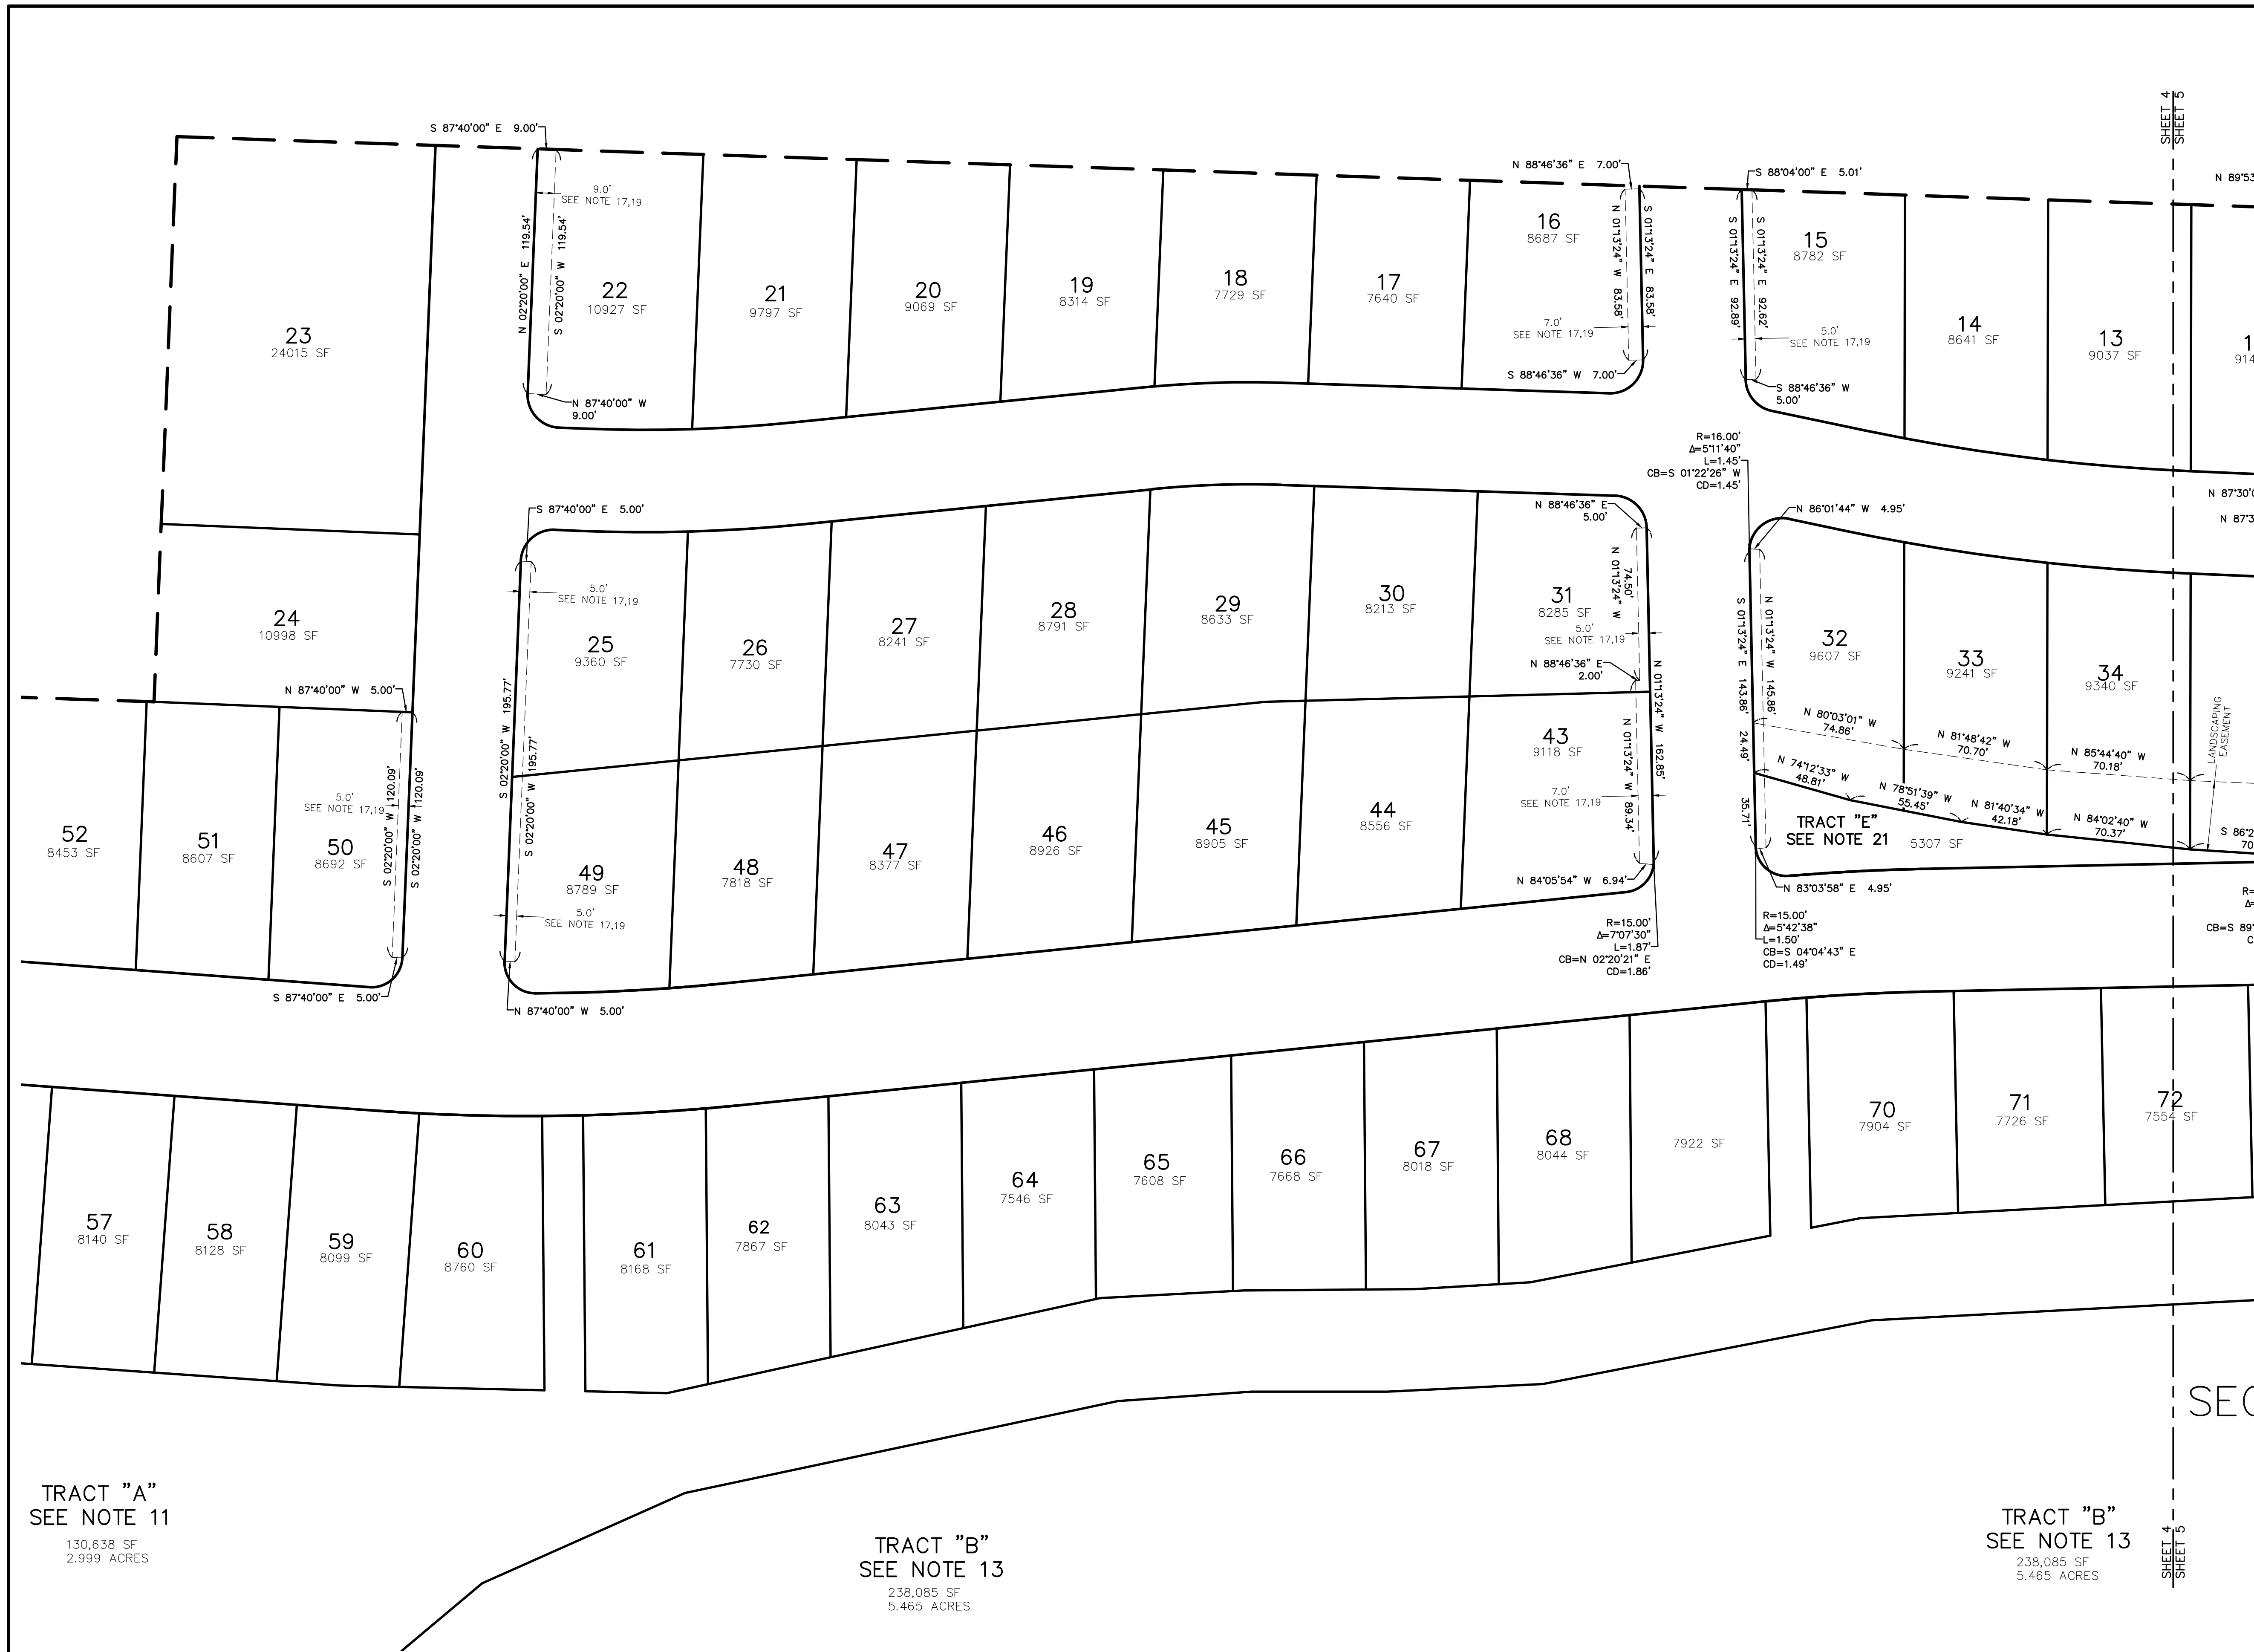 SHEET 4
SHEET 5
S 87°40'00" E 9.00'
9.0'
SEE NOTE 17,19
N 02°20'00" E 119.54'
S 02°20'00" W 119.54'
N 87°40'00" W
9.00'
23
24015 SF
22
10927 SF
21
9797 SF
20
9069 SF
19
8314 SF
18
7729 SF
17
7640 SF
16
8687 SF
N 88°46'36" E 7.00'
N 01°13'24" W 83.58'
S 01°13'24" E 83.58'
7.0'
SEE NOTE 17,19
S 88°46'36" W 7.00'
S 88°04'00" E 5.01'
S 01°13'24" E 92.89'
S 01°13'24" E 92.62'
15
8782 SF
5.0'
SEE NOTE 17,19
S 88°46'36" W
5.00'
14
8641 SF
13
9037 SF
1
914
N 89°53
N 87°30'0
N 87°3
24
10998 SF
N 87°40'00" W 5.00'
S 87°40'00" E 5.00'
5.0'
SEE NOTE 17,19
25
9360 SF
26
7730 SF
27
8241 SF
28
8791 SF
29
8633 SF
30
8213 SF
N 88°46'36" E
5.00'
N 01°13'24" W
74.50'
31
8285 SF
5.0'
SEE NOTE 17,19
N 88°46'36" E
2.00'
R=16.00'
Δ=5°11'40"
L=1.45'
CB=S 01°22'26" W
CD=1.45'
N 86°01'44" W 4.95'
S 01°13'24" E 143.86'
N 01°13'24" W 145.86'
32
9607 SF
33
9241 SF
34
9340 SF
LANDSCAPING
EASEMENT
N 80°03'01" W
74.86'
N 81°48'42" W
70.70'
N 85°44'40" W
70.18'
24.49'
N 74°12'33" W
48.81'
N 78°51'39" W
55.45'
N 81°40'34" W
42.18'
N 84°02'40" W
70.37'
35.71'
TRACT "E"
SEE NOTE 21
5307 SF
S 86°2
70
N 83°03'58" E 4.95'
R=15.00'
Δ=5°42'38"
L=1.50'
CB=S 04°04'43" E
CD=1.49'
R=
Δ=
CB=S 89°
C
52
8453 SF
51
8607 SF
50
8692 SF
5.0'
SEE NOTE 17,19
S 02°20'00" W 120.09'
S 02°20'00" W 120.09'
S 87°40'00" E 5.00'
S 02°20'00" W 195.77'
S 02°20'00" W 195.77'
49
8789 SF
5.0'
SEE NOTE 17,19
N 87°40'00" W 5.00'
48
7818 SF
47
8377 SF
46
8926 SF
45
8905 SF
44
8556 SF
43
9118 SF
7.0'
SEE NOTE 17,19
N 01°13'24" W 89.34'
N 01°13'24" W 162.85'
N 84°05'54" W 6.94'
R=15.00'
Δ=7°07'30"
L=1.87'
CB=N 02°20'21" E
CD=1.86'
57
8140 SF
58
8128 SF
59
8099 SF
60
8760 SF
61
8168 SF
62
7867 SF
63
8043 SF
64
7546 SF
65
7608 SF
66
7668 SF
67
8018 SF
68
8044 SF
7922 SF
70
7904 SF
71
7726 SF
72
7554 SF
SEC
TRACT "A"
SEE NOTE 11
130,638 SF
2.999 ACRES
TRACT "B"
SEE NOTE 13
238,085 SF
5.465 ACRES
TRACT "B"
SEE NOTE 13
238,085 SF
5.465 ACRES
SHEET 4
SHEET 5